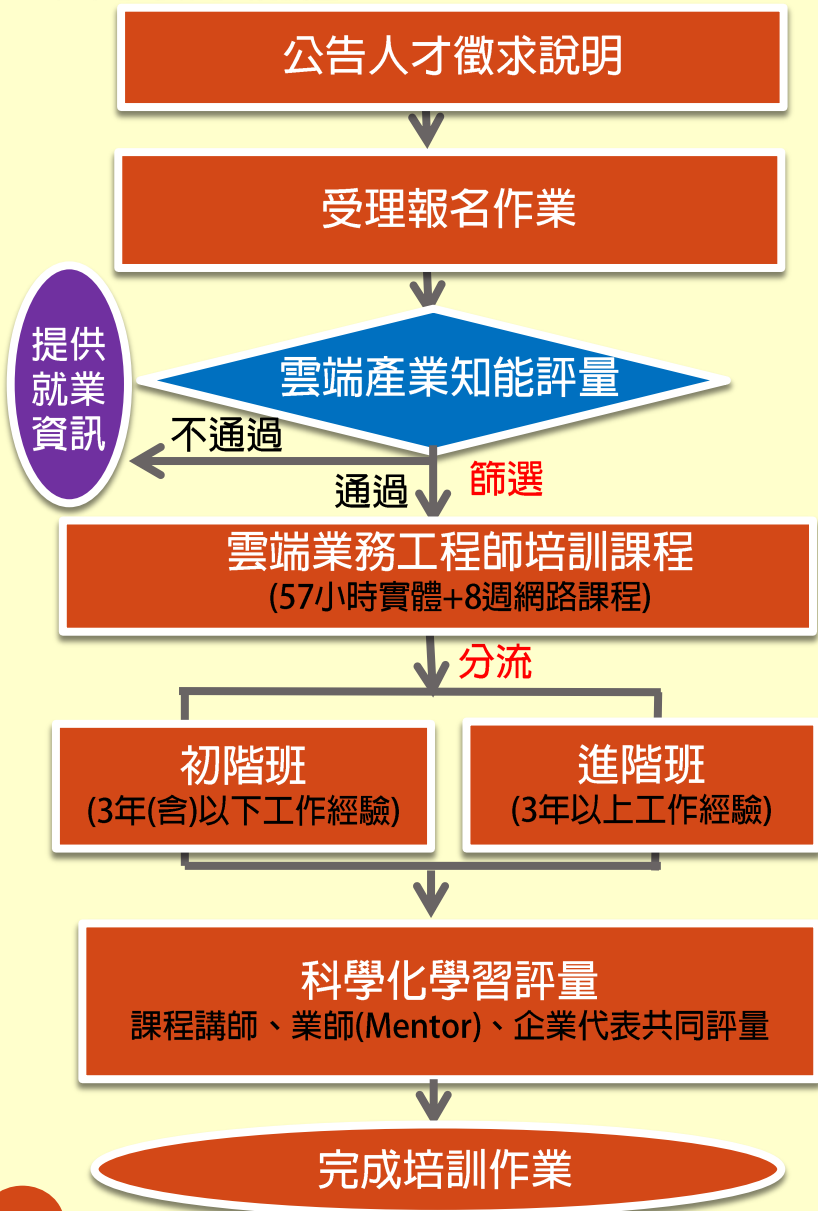 公告人才徵求說明
受理報名作業
提供
就業
資訊
雲端產業知能評量
不通過
通過
篩選
雲端業務工程師培訓課程
(57小時實體+8週網路課程)
分流
初階班
(3年(含)以下工作經驗)
進階班
(3年以上工作經驗)
科學化學習評量
課程講師、業師(Mentor)、企業代表共同評量
完成培訓作業